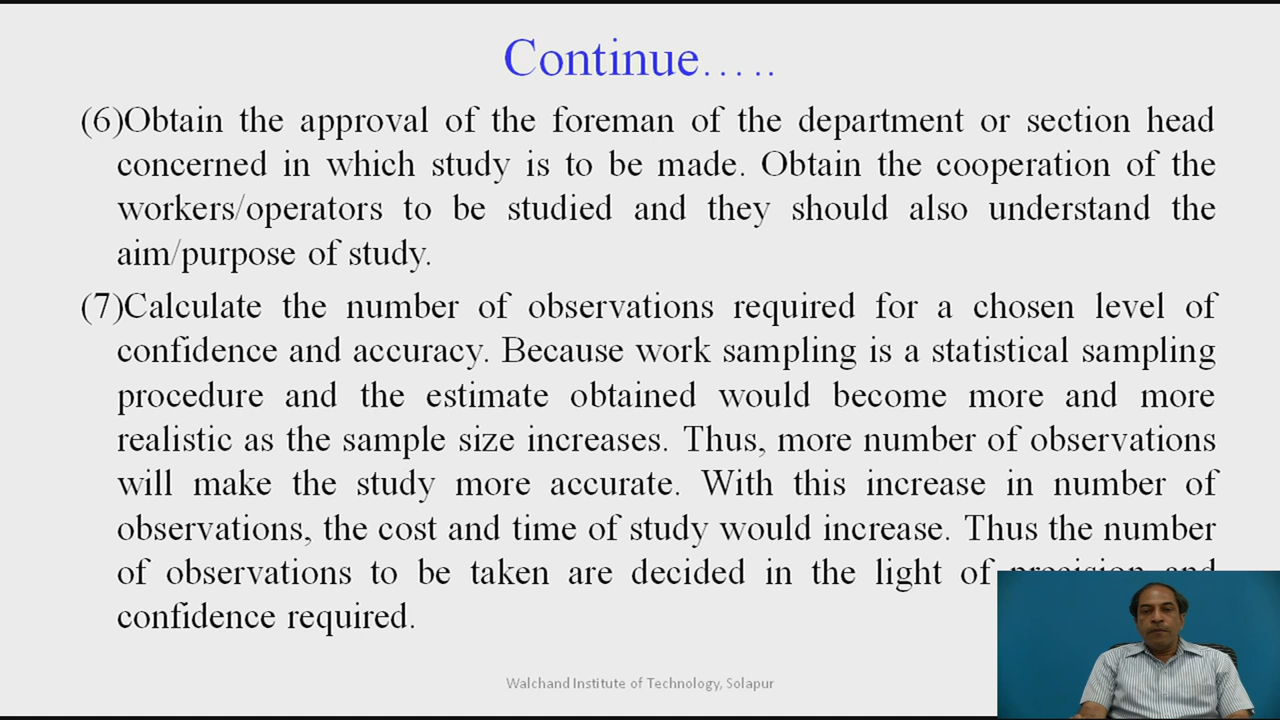 Continue.....
(6)Obtain the approval of the foreman of the department or section head
concerned in which study is to be made. Obtain the cooperation of the
workers/operators to be studied and they should also understand the
aim/purpose of study.
(7)Calculate the number of observations required for a chosen level of
confidence and accuracy. Because work sampling is a statistical sampling
procedure and the estimate obtained would become more and more
realistic as the sample size increases. Thus, more number of observations
will make the study more accurate. With this increase in number of
observations, the cost and time of study would increase. Thus the number
of observations to be taken are decided in the light of precision and
confidence required.
Walchand Institute of Technology, Solapur